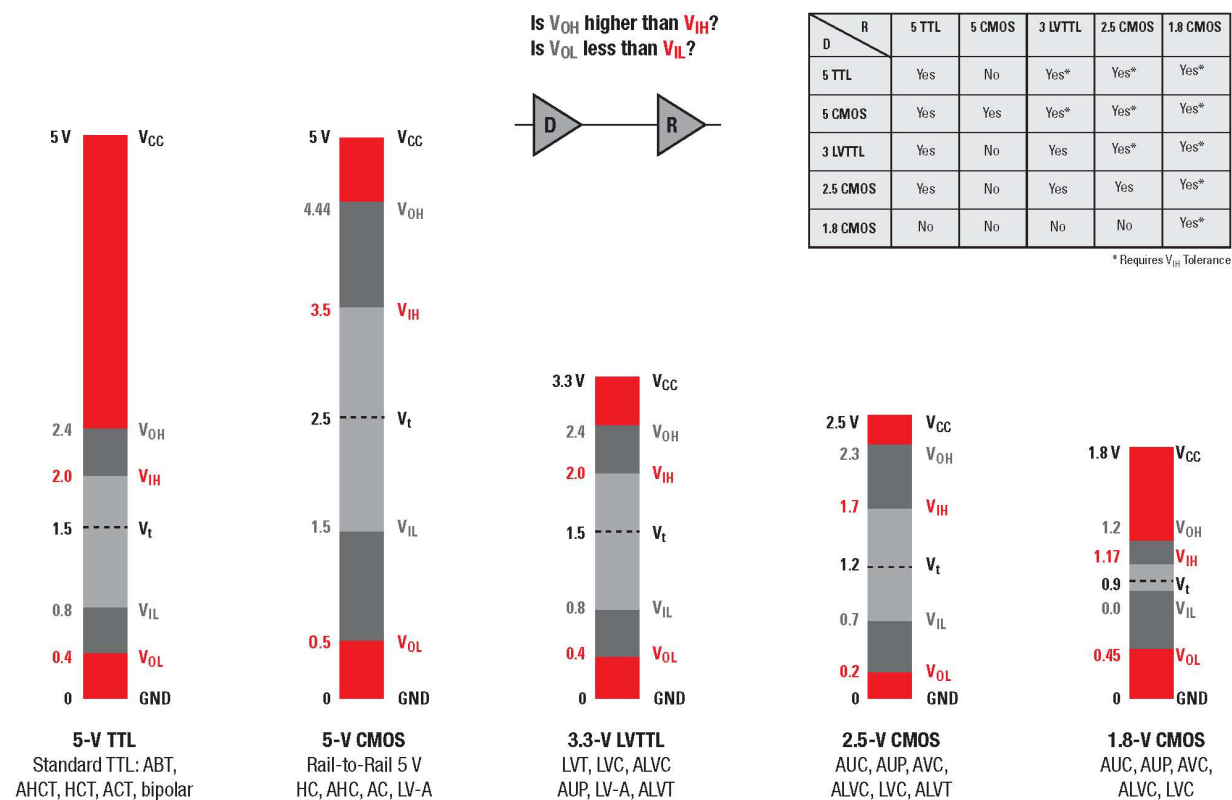 Is VOH higher than VIH?
Is VOL less than VIL?
D
R
R
D
5 TTL
5 CMOS
3 LVTTL
2.5 CMOS
1.8 CMOS
5 TTL
Yes
No
Yes*
Yes*
Yes*
5 CMOS
Yes
Yes
Yes*
Yes*
Yes*
3 LVTTL
Yes
No
Yes
Yes*
Yes*
2.5 CMOS
Yes
No
Yes
Yes
Yes*
1.8 CMOS
No
No
No
No
Yes*
* Requires VIH Tolerance
5 V
VCC
2.4
VOH
2.0
VIH
1.5
Vt
0.8
VIL
0.4
VOL
0
GND
5-V TTL
Standard TTL: ABT,
AHCT, HCT, ACT, bipolar
5 V
VCC
4.44
VOH
3.5
VIH
2.5
Vt
1.5
VIL
0.5
VOL
0
GND
5-V CMOS
Rail-to-Rail 5 V
HC, AHC, AC, LV-A
3.3 V
VCC
2.4
VOH
2.0
VIH
1.5
Vt
0.8
VIL
0.4
VOL
0
GND
3.3-V LVTTL
LVT, LVC, ALVC
AUP, LV-A, ALVT
2.5 V
VCC
2.3
VOH
1.7
VIH
1.2
Vt
0.7
VIL
0.2
VOL
0
GND
2.5-V CMOS
AUC, AUP, AVC,
ALVC, LVC, ALVT
1.8 V
VCC
1.2
VOH
1.17
VIH
0.9
Vt
0.0
VIL
0.45
VOL
0
GND
1.8-V CMOS
AUC, AUP, AVC,
ALVC, LVC